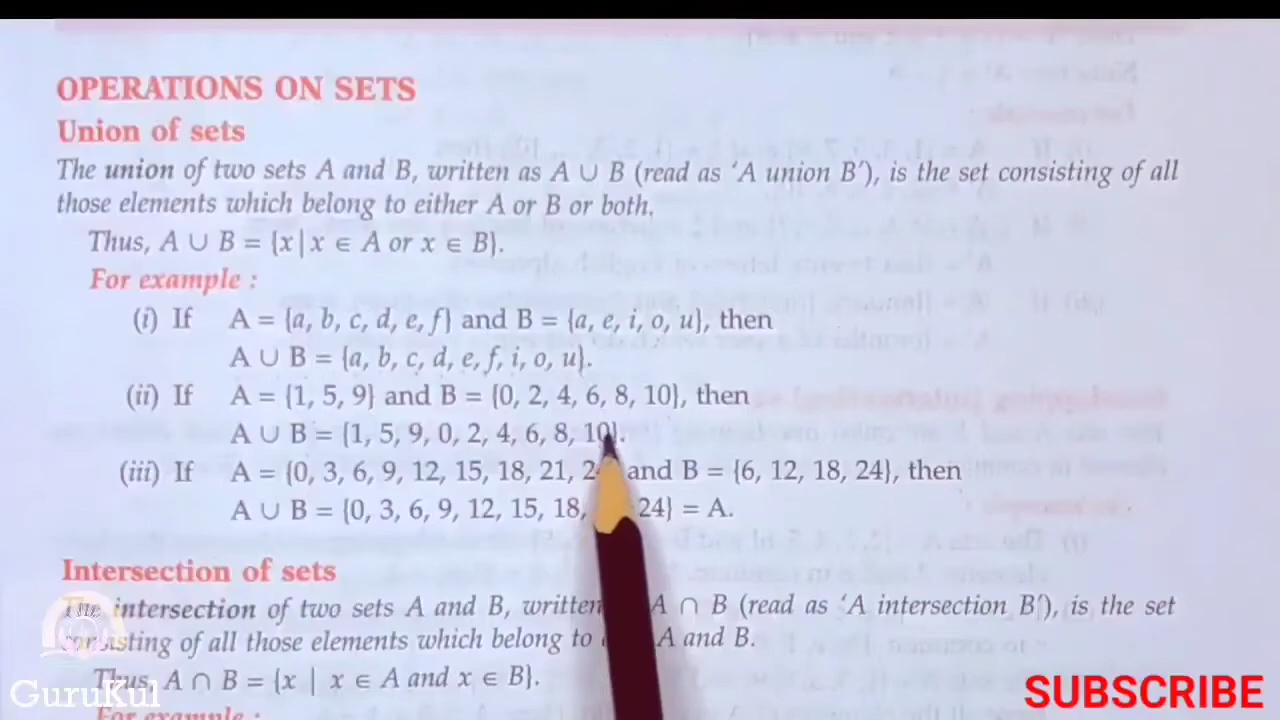 OPERATIONS ON SETS
Union of sets
The union of two sets A and B, written as A ∪ B (read as ‘A union B’), is the set consisting of all
those elements which belong to either A or B or both.
Thus, A ∪ B = {x | x ∈ A or x ∈ B}.
For example :
(i) If A = {a, b, c, d, e, f} and B = {a, e, i, o, u}, then
A ∪ B = {a, b, c, d, e, f, i, o, u}.
(ii) If A = {1, 5, 9} and B = {0, 2, 4, 6, 8, 10}, then
A ∪ B = {1, 5, 9, 0, 2, 4, 6, 8, 10}.
(iii) If A = {0, 3, 6, 9, 12, 15, 18, 21, and B = {6, 12, 18, 24}, then
A ∪ B = {0, 3, 6, 9, 12, 15, 18, 24} = A.
Intersection of sets
The intersection of two sets A and B, written A ∩ B (read as ‘A intersection B’), is the set
consisting of all those elements which belong to A and B.
Thus, A ∩ B = {x | x ∈ A and x ∈ B}.
For example :
GuruKul
SUBSCRIBE